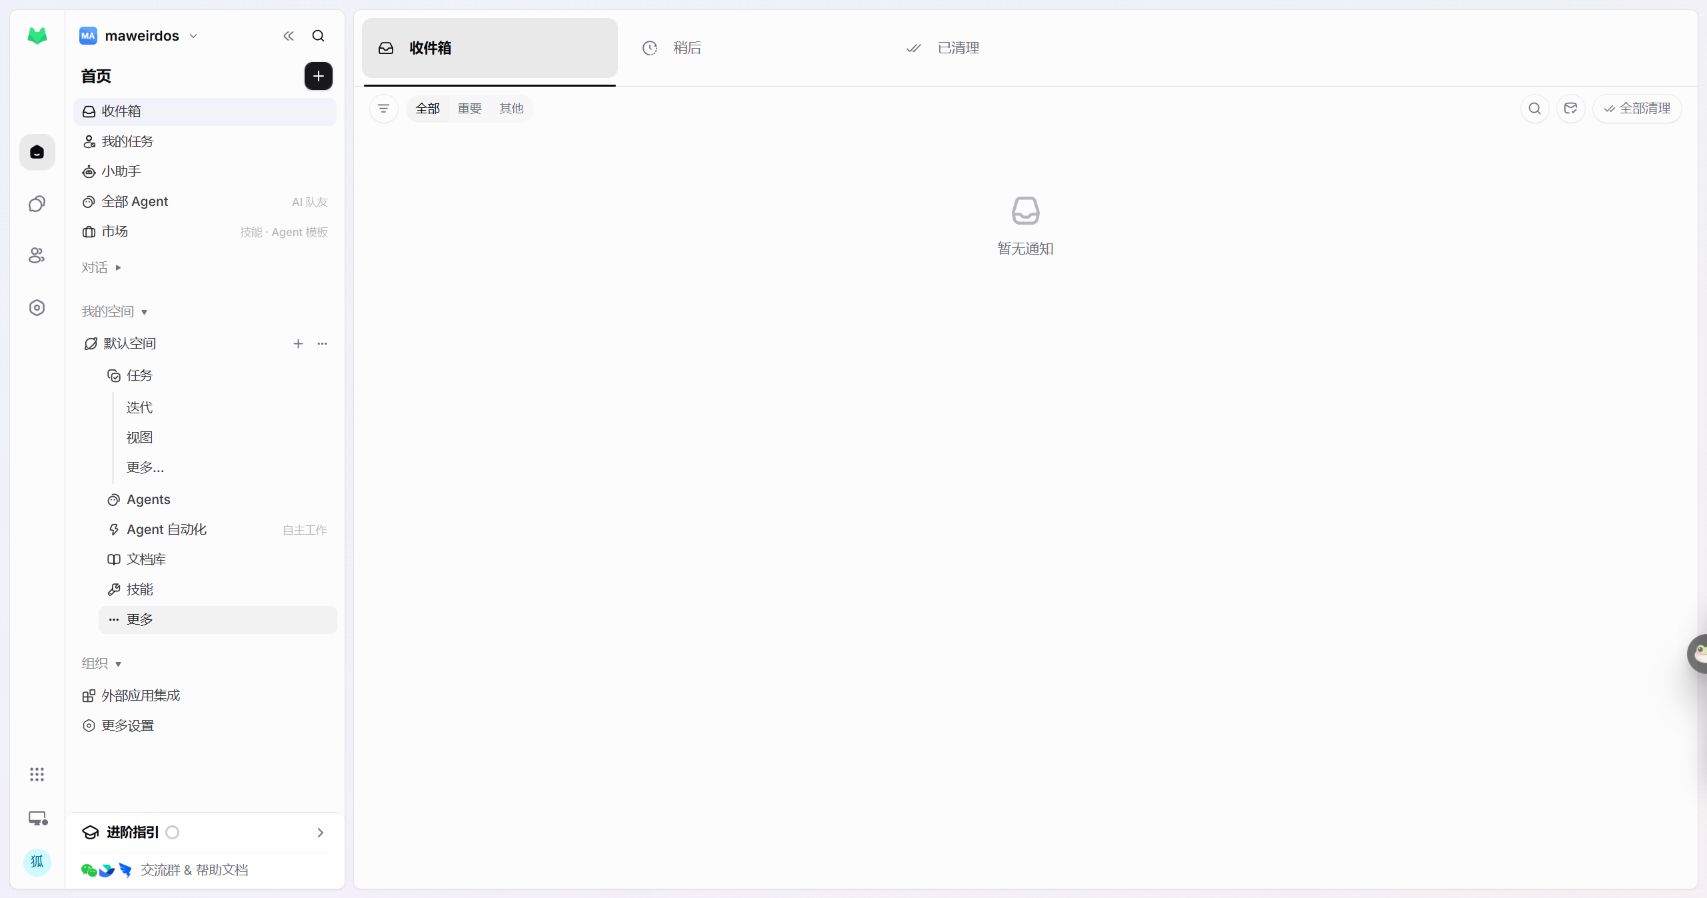 MA maweirdos
首页
收件箱
我的任务
小助手
全部 Agent AI 队友
市场 技能 · Agent 模板
对话
我的空间
默认空间
任务
迭代
视图
更多...
Agents
Agent 自动化 自主工作
文档库
技能
更多
组织
外部应用集成
更多设置
进阶指引
交流群 & 帮助文档
狐
收件箱 稍后 已清理
全部 重要 其他 全部清理
暂无通知